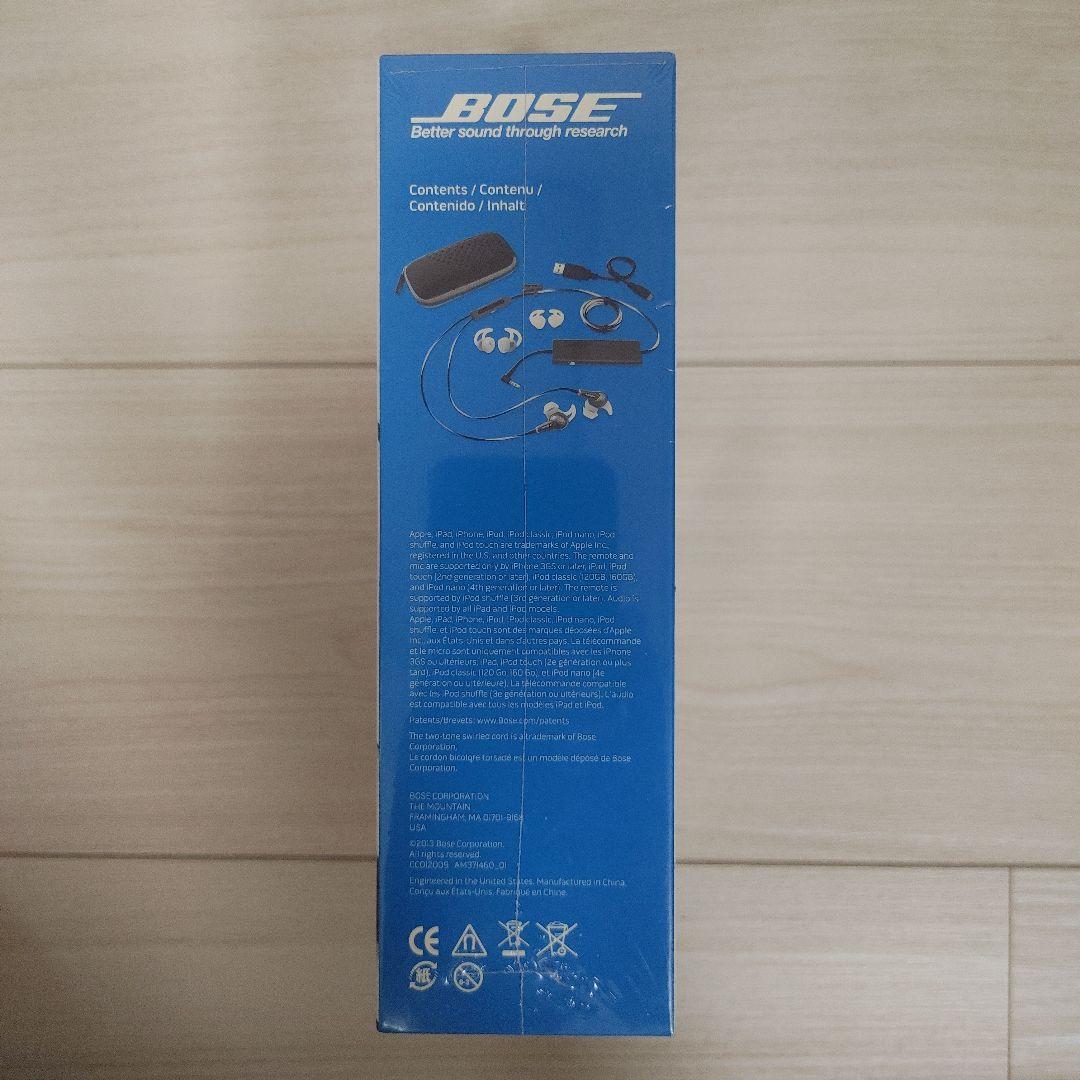 BOSE
Better sound through research
Contents / Contenu /
Contenido / Inhalt
Apple, iPad, iPhone, iPod, iPod classic, iPod nano, iPod
shuffle, and iPod touch are trademarks of Apple Inc.,
registered in the U.S. and other countries. The remote and
mic are supported only by iPhone 3GS or later, iPad, iPod
touch (2nd generation or later), iPod classic (120GB, 160GB),
and iPod nano (4th generation or later). The remote is
supported by iPod shuffle (3rd generation or later). Audio is
supported by all iPad and iPod models.
Apple, iPad, iPhone, iPod, iPod classic, iPod nano, iPod
shuffle, et iPod touch sont des marques déposées d'Apple
Inc., aux États-Unis et dans d'autres pays. La télécommande
et le micro sont uniquement compatibles avec les iPhone
3GS ou ultérieurs, iPad, iPod touch (2e génération ou plus
tard), iPod classic (120 Go, 160 Go), et iPod nano (4e
génération ou ultérieure). La télécommande compatible
avec les iPod shuffle (3e génération ou ultérieurs). L'audio
est compatible avec tous les modèles iPad et iPod.
Patents/Brevets: www.Bose.com/patents
The two-tone swirled cord is a trademark of Bose
Corporation.
Le cordon bicolore torsadé est un modèle déposé de Bose
Corporation.
BOSE CORPORATION
THE MOUNTAIN
FRAMINGHAM, MA 01701-9168
USA
©2013 Bose Corporation.
All rights reserved.
CC012009 AM371460_01
Engineered in the United States. Manufactured in China.
Conçu aux États-Unis. Fabriqué en Chine.
CE
紙
0-3